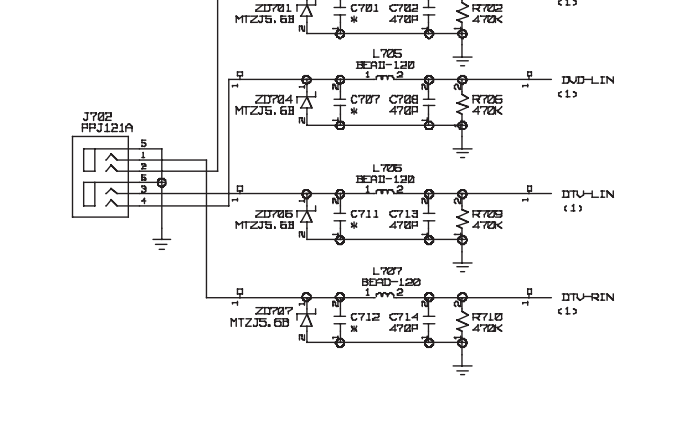 ZD701 C701 C702 R702
MTZJ5.6B * 470P 470K
(1)
L705
BEAD-120
1 2
DVD-LIN
(1)
ZD704 C707 C708 R706
MTZJ5.6B * 470P 470K
J702
PPJ121A
5
1
2
6
3
4
L706
BEAD-120
1 2
DTV-LIN
(1)
ZD706 C711 C713 R709
MTZJ5.6B * 470P 470K
L707
BEAD-120
1 2
DTV-RIN
(1)
ZD707 C712 C714 R710
MTZJ5.6B * 470P 470K